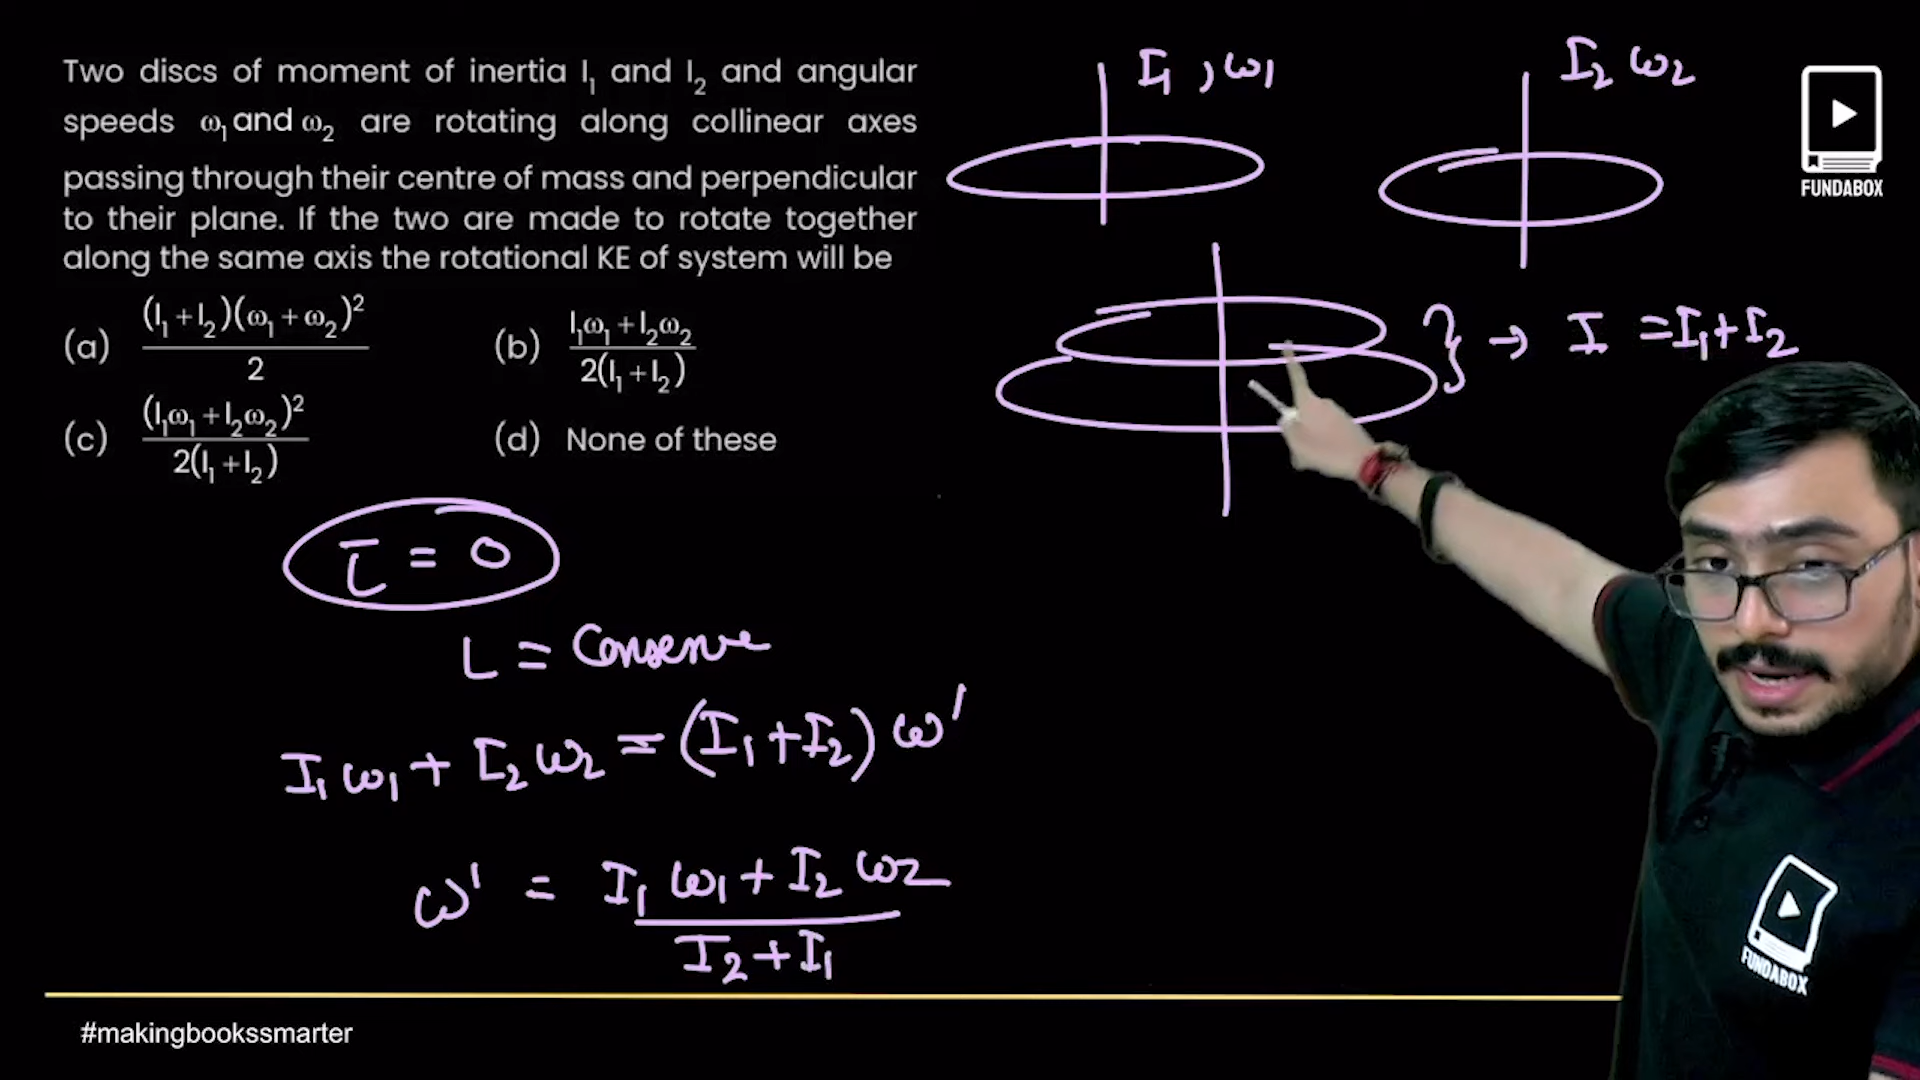 Two discs of moment of inertia I₁ and I₂ and angular
speeds ω₁ and ω₂ are rotating along collinear axes
passing through their centre of mass and perpendicular
to their plane. If the two are made to rotate together
along the same axis the rotational KE of system will be
(a) (I₁+I₂)(ω₁+ω₂)²/2
(b) I₁ω₁+I₂ω₂/2(I₁+I₂)
(c) (I₁ω₁+I₂ω₂)²/2(I₁+I₂)
(d) None of these
I₁, ω₁
I₂ ω₂
FUNDABOX
} → I = I₁+I₂
τ = 0
L = Conserve
I₁ω₁ + I₂ω₂ = (I₁+I₂) ω'
ω' = I₁ω₁ + I₂ω₂
I₂+I₁
FUNDABOX
#makingbookssmarter